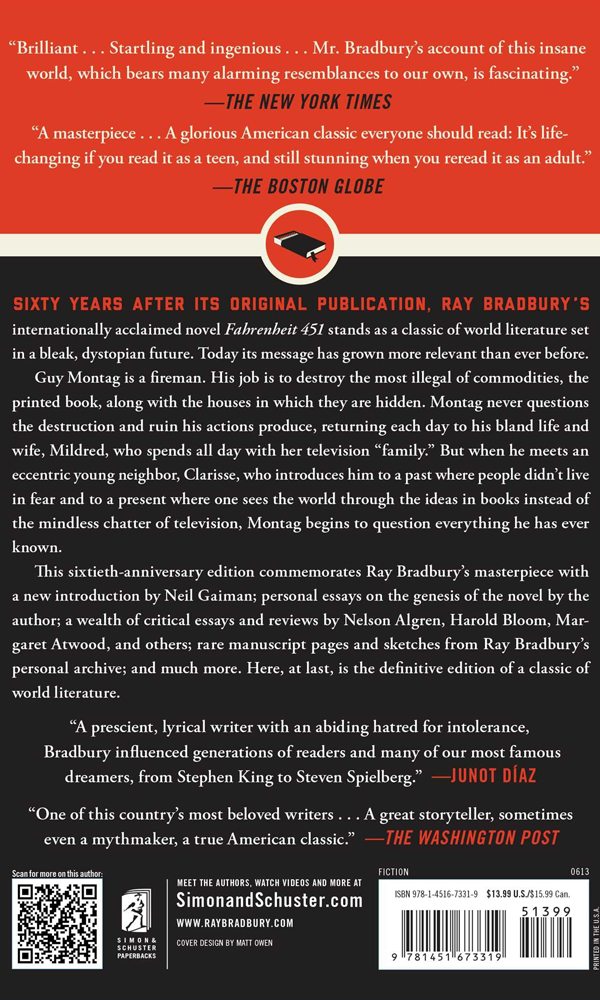 “Brilliant . . . Startling and ingenious . . . Mr. Bradbury’s account of this insane
world, which bears many alarming resemblances to our own, is fascinating.”
—THE NEW YORK TIMES
“A masterpiece . . . A glorious American classic everyone should read: It’s life-
changing if you read it as a teen, and still stunning when you reread it as an adult.”
—THE BOSTON GLOBE
SIXTY YEARS AFTER ITS ORIGINAL PUBLICATION, RAY BRADBURY’S
internationally acclaimed novel Fahrenheit 451 stands as a classic of world literature set
in a bleak, dystopian future. Today its message has grown more relevant than ever before.
Guy Montag is a fireman. His job is to destroy the most illegal of commodities, the
printed book, along with the houses in which they are hidden. Montag never questions
the destruction and ruin his actions produce, returning each day to his bland life and
wife, Mildred, who spends all day with her television “family.” But when he meets an
eccentric young neighbor, Clarisse, who introduces him to a past where people didn’t live
in fear and to a present where one sees the world through the ideas in books instead of
the mindless chatter of television, Montag begins to question everything he has ever
known.
This sixtieth-anniversary edition commemorates Ray Bradbury’s masterpiece with
a new introduction by Neil Gaiman; personal essays on the genesis of the novel by the
author; a wealth of critical essays and reviews by Nelson Algren, Harold Bloom, Mar-
garet Atwood, and others; rare manuscript pages and sketches from Ray Bradbury’s
personal archive; and much more. Here, at last, is the definitive edition of a classic of
world literature.
“A prescient, lyrical writer with an abiding hatred for intolerance,
Bradbury influenced generations of readers and many of our most famous
dreamers, from Stephen King to Steven Spielberg.” —JUNOT DÍAZ
“One of this country’s most beloved writers . . . A great storyteller, sometimes
even a mythmaker, a true American classic.” —THE WASHINGTON POST
Scan for more on this author:
SIMON &
SCHUSTER
PAPERBACKS
MEET THE AUTHORS, WATCH VIDEOS AND MORE AT
SimonandSchuster.com
WWW.RAYBRADBURY.COM
COVER DESIGN BY MATT OWEN
FICTION 0613
ISBN 978-1-4516-7331-9 $13.99 U.S./$15.99 Can.
51399
9 781451 673319
PRINTED IN THE U.S.A.